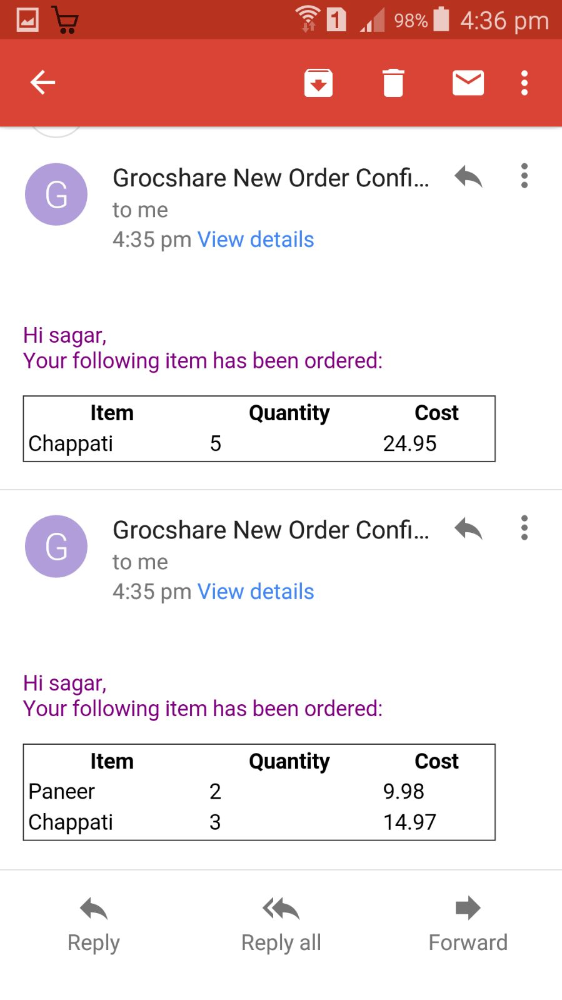 1 98% 4:36 pm
G
Grocshare New Order Confi...
to me
4:35 pm View details
Hi sagar,
Your following item has been ordered:
Item Quantity Cost
Chappati 5 24.95
G
Grocshare New Order Confi...
to me
4:35 pm View details
Hi sagar,
Your following item has been ordered:
Item Quantity Cost
Paneer 2 9.98
Chappati 3 14.97
Reply Reply all Forward